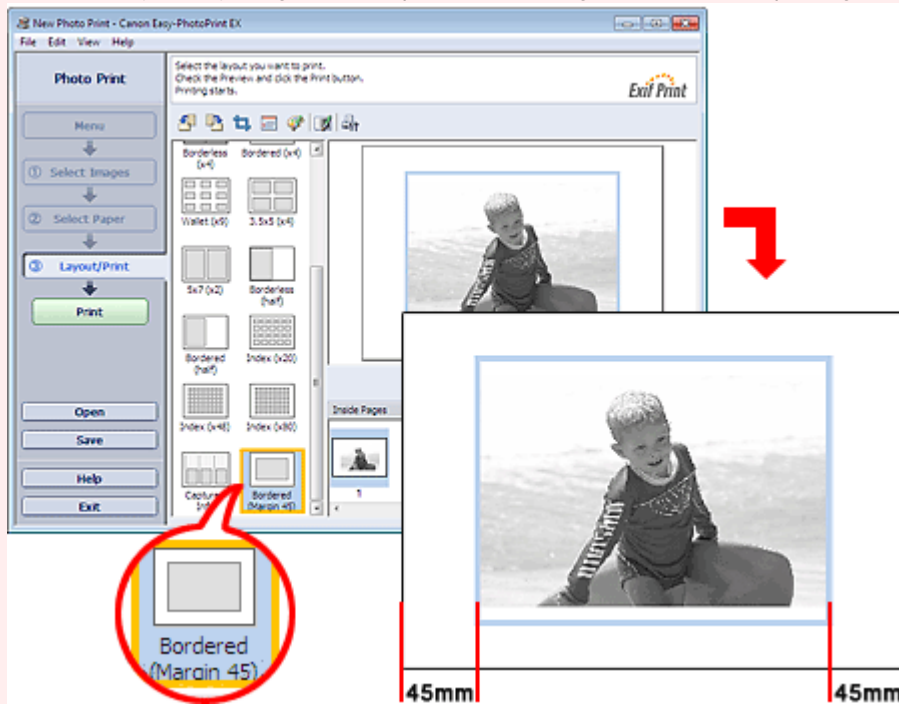 New Photo Print - Canon Easy-PhotoPrint EX
File Edit View Help
Photo Print
Select the layout you want to print.
Check the Preview and click the Print button.
Printing starts.
Exif Print
Menu
① Select Images
② Select Paper
③ Layout/Print
Print
Open
Save
Help
Exit
Borderless
(x4)
Bordered (x4)
Wallet (x9)
3.5x5 (x4)
5x7 (x2)
Borderless
(half)
Bordered
(half)
Index (x20)
Index (x48)
Index (x80)
Bordered
(Margin 45)
Inside Pages
1
Bordered
(Margin 45)
45mm
45mm